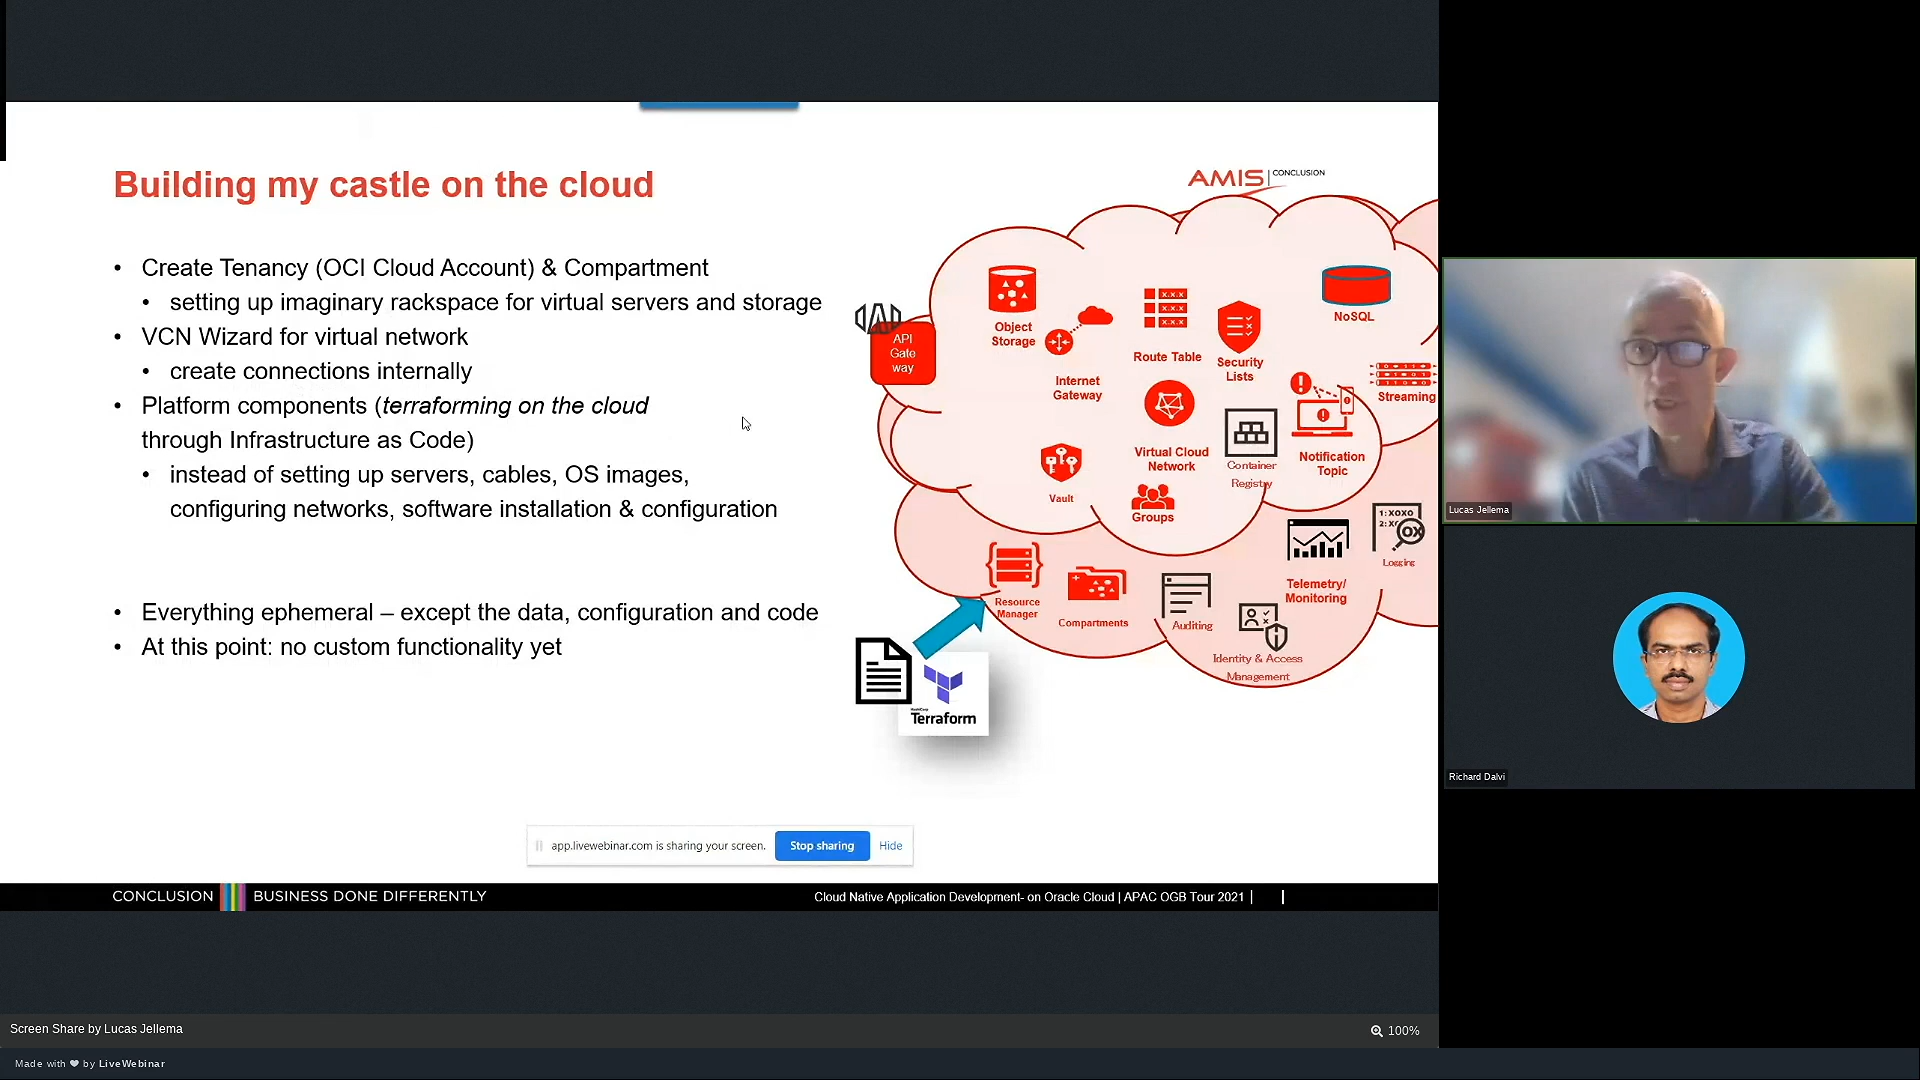 Building my castle on the cloud
AMIS | CONCLUSION
• Create Tenancy (OCI Cloud Account) & Compartment
• setting up imaginary rackspace for virtual servers and storage
• VCN Wizard for virtual network
• create connections internally
• Platform components (terraforming on the cloud
through Infrastructure as Code)
• instead of setting up servers, cables, OS images,
configuring networks, software installation & configuration
• Everything ephemeral – except the data, configuration and code
• At this point: no custom functionality yet
API
Gate
way
Object
Storage
Internet
Gateway
x.x.x
x.x.x
x.x.x
Route Table
Security
Lists
NoSQL
Streaming
Virtual Cloud
Network
Container
Registry
Notification
Topic
Vault
Groups
Resource
Manager
Compartments
Auditing
Telemetry/
Monitoring
1: XOXO
OX
Logging
Identity & Access
Management
HashiCorp
Terraform
app.livewebinar.com is sharing your screen.
Stop sharing
Hide
CONCLUSION
BUSINESS DONE DIFFERENTLY
Cloud Native Application Development- on Oracle Cloud | APAC OGB Tour 2021 |
Lucas Jellema
Richard Dalvi
Screen Share by Lucas Jellema
100%
Made with ❤ by LiveWebinar